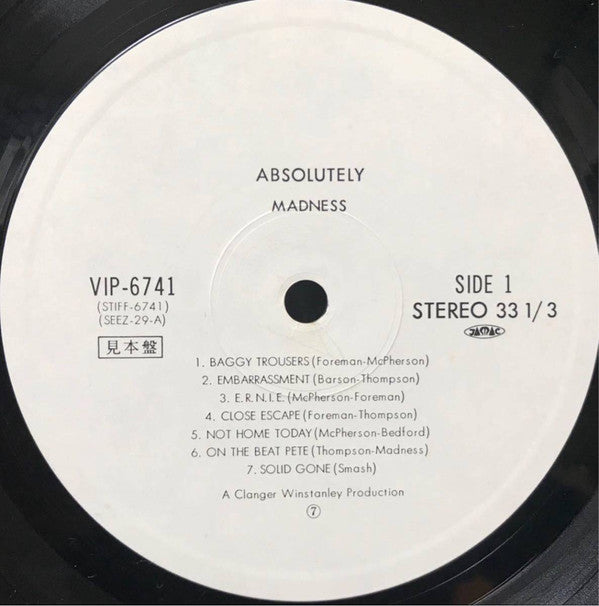 ABSOLUTELY
MADNESS
VIP-6741
(STIFF-6741)
(SEEZ-29-A)
見本盤
SIDE 1
STEREO 33 1/3
JASRAC
1. BAGGY TROUSERS (Foreman-McPherson)
2. EMBARRASSMENT (Barson-Thompson)
3. E.R.N.I.E. (McPherson-Foreman)
4. CLOSE ESCAPE (Foreman-Thompson)
5. NOT HOME TODAY (McPherson-Bedford)
6. ON THE BEAT PETE (Thompson-Madness)
7. SOLID GONE (Smash)
A Clanger Winstanley Production
⑦